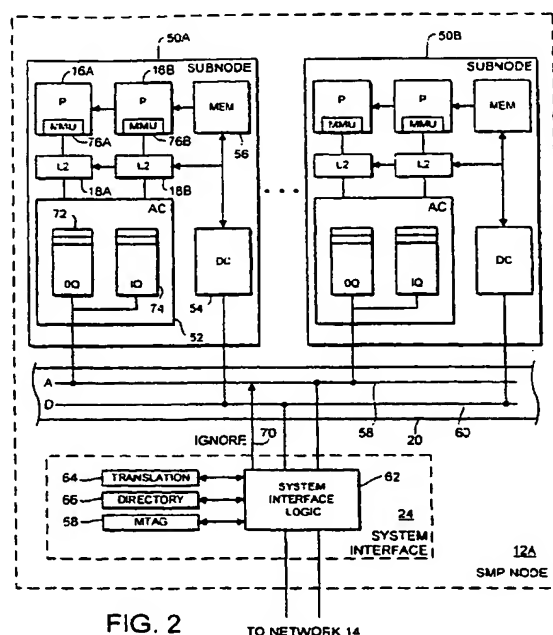 50A
50B
SUBNODE
SUBNODE
16A
16B
P
P
MEM
P
P
MEM
MMU
MMU
MMU
MMU
76A
76B
56
L2
L2
L2
L2
18A
18B
72
AC
AC
OQ
IQ
DC
OQ
IQ
DC
74
54
52
A
D
58
60
20
IGNORE
70
64
TRANSLATION
66
DIRECTORY
68
MTAG
SYSTEM
INTERFACE
LOGIC
62
24
SYSTEM
INTERFACE
12A
SMP NODE
FIG. 2
TO NETWORK 14